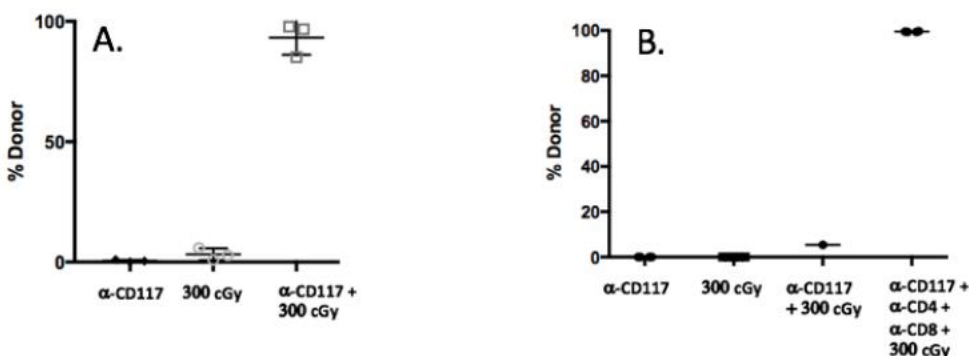 A.
% Donor
100
50
0
α-CD117
300 cGy
α-CD117 +
300 cGy
B.
% Donor
100
80
60
40
20
0
α-CD117
300 cGy
α-CD117
+ 300 cGy
α-CD117 +
α-CD4 +
α-CD8 +
300 cGy